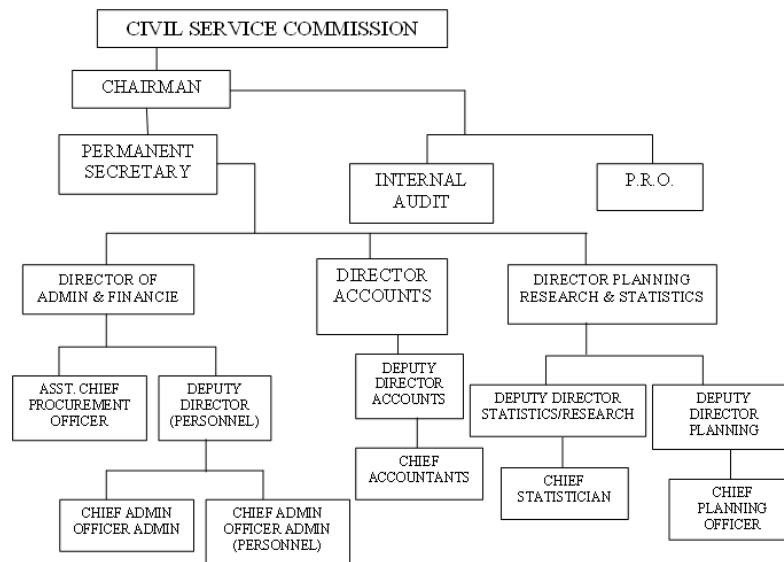 CIVIL SERVICE COMMISSION
CHAIRMAN
PERMANENT
SECRETARY
INTERNAL
AUDIT
P.R.O.
DIRECTOR OF
ADMIN & FINANCIE
DIRECTOR
ACCOUNTS
DIRECTOR PLANNING
RESEARCH & STATISTICS
ASST. CHIEF
PROCUREMENT
OFFICER
DEPUTY
DIRECTOR
(PERSONNEL)
DEPUTY
DIRECTOR
ACCOUNTS
DEPUTY DIRECTOR
STATISTICS/RESEARCH
DEPUTY
DIRECTOR
PLANNING
CHIEF ADMIN
OFFICER ADMIN
CHIEF ADMIN
OFFICER ADMIN
(PERSONNEL)
CHIEF
ACCOUNTANTS
CHIEF
STATISTICIAN
CHIEF
PLANNING
OFFICER